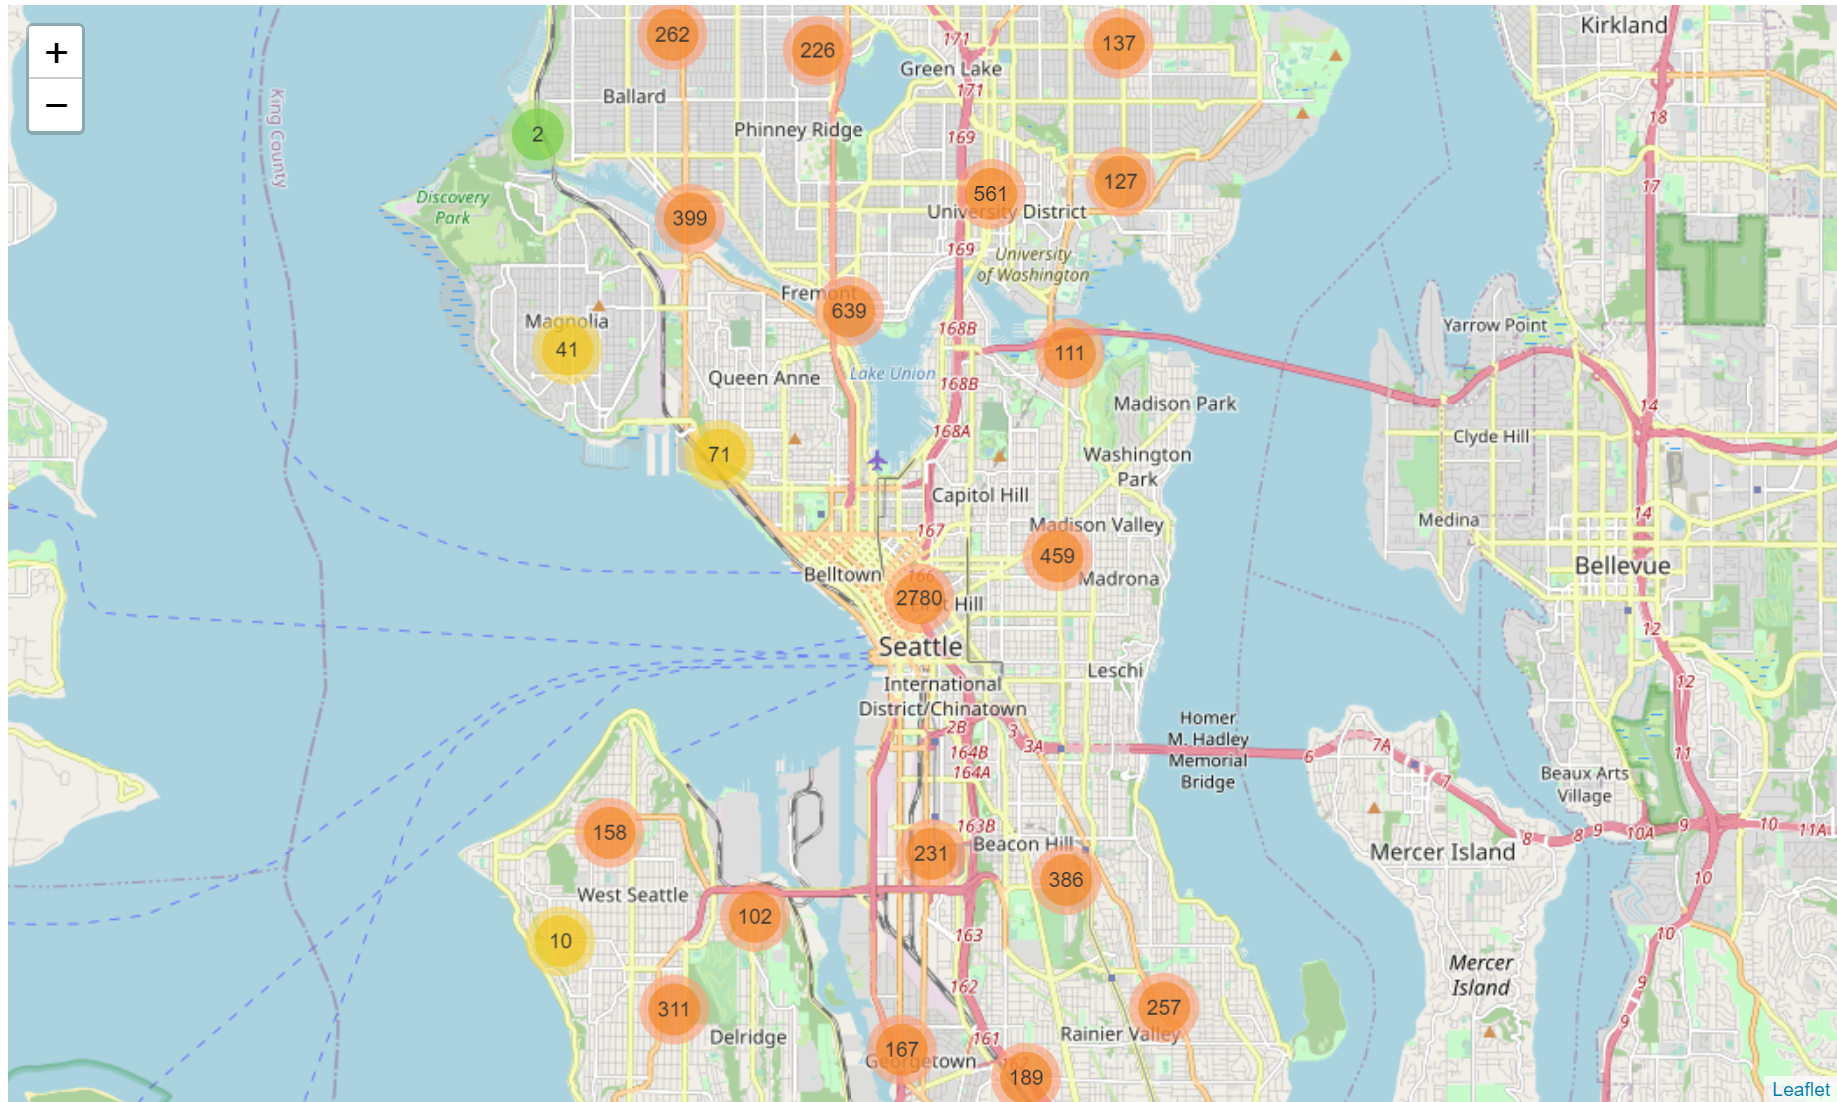 +
−
262
226
137
Kirkland
171
Green Lake
171
18
Ballard
2
Phinney Ridge
169
King County
127
17
Discovery
Park
561
University District
399
169
University
of Washington
Fremont
639
Magnolia
41
168B
111
Yarrow Point
Queen Anne
Lake Union
168B
Madison Park
14
168A
Clyde Hill
71
Washington
Park
Capitol Hill
14
Medina
Madison Valley
167
459
Bellevue
Belltown
166
Madrona
2780
First Hill
12
Seattle
Leschi
12
International
District/Chinatown
Homer
M. Hadley
Memorial
Bridge
2B
3
3A
6
7A
164B
11
164A
7
Beaux Arts
Village
158
163B
8
8
9
10A
9
10
11A
231
Beacon Hill
Mercer Island
386
10
West Seattle
102
10
163
10
Mercer
Island
162
9
311
257
Delridge
161
Rainier Valley
9
167
Georgetown
162
189
Leaflet